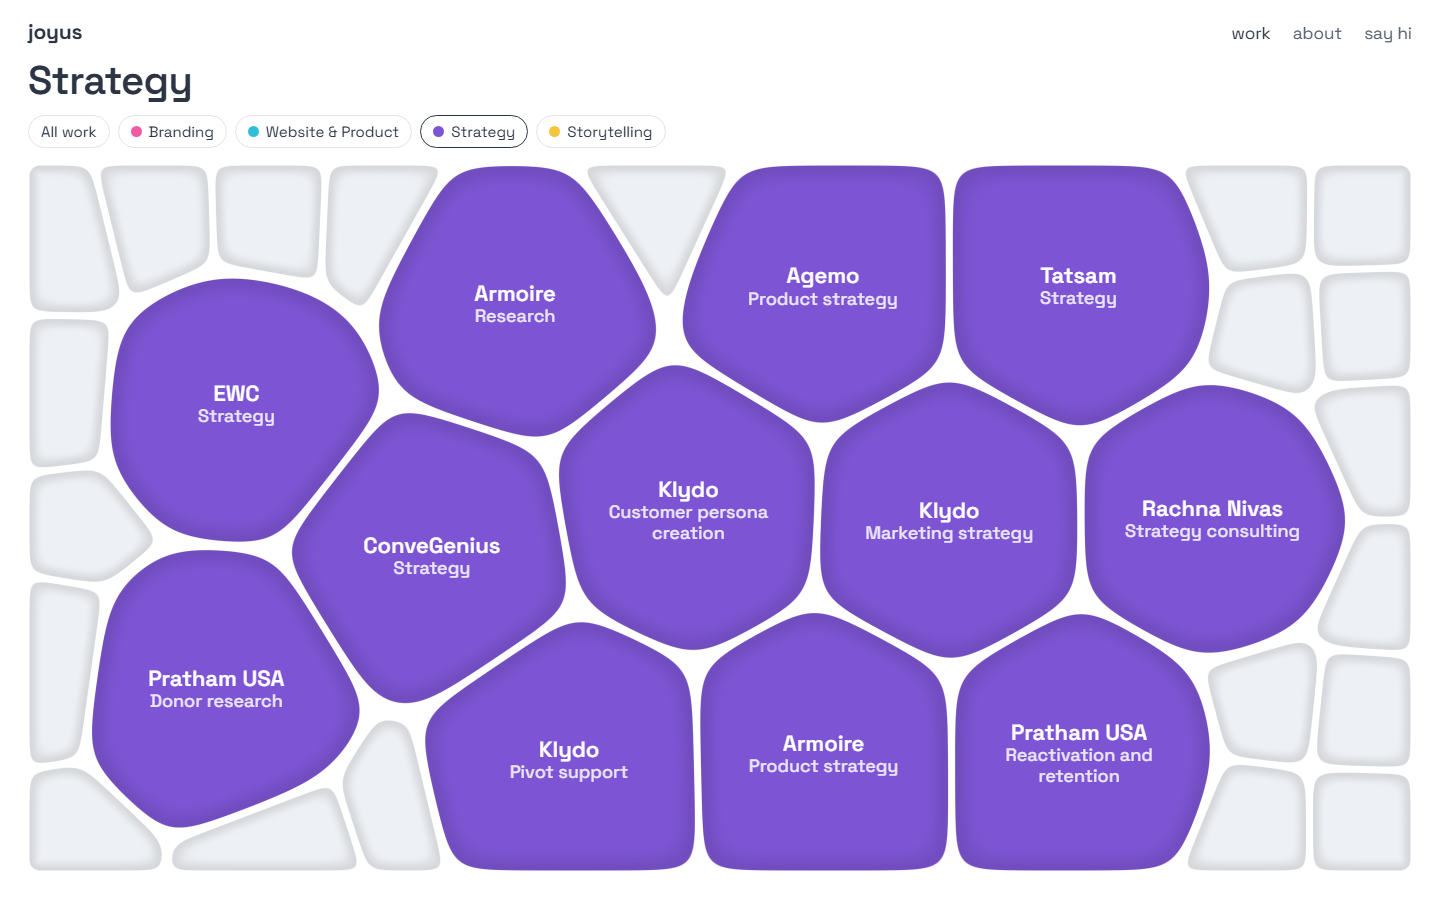 joyus
work about say hi
Strategy
All work Branding Website & Product Strategy Storytelling
Armoire
Research
Agemo
Product strategy
Tatsam
Strategy
EWC
Strategy
ConveGenius
Strategy
Klydo
Customer persona
creation
Klydo
Marketing strategy
Rachna Nivas
Strategy consulting
Pratham USA
Donor research
Klydo
Pivot support
Armoire
Product strategy
Pratham USA
Reactivation and
retention